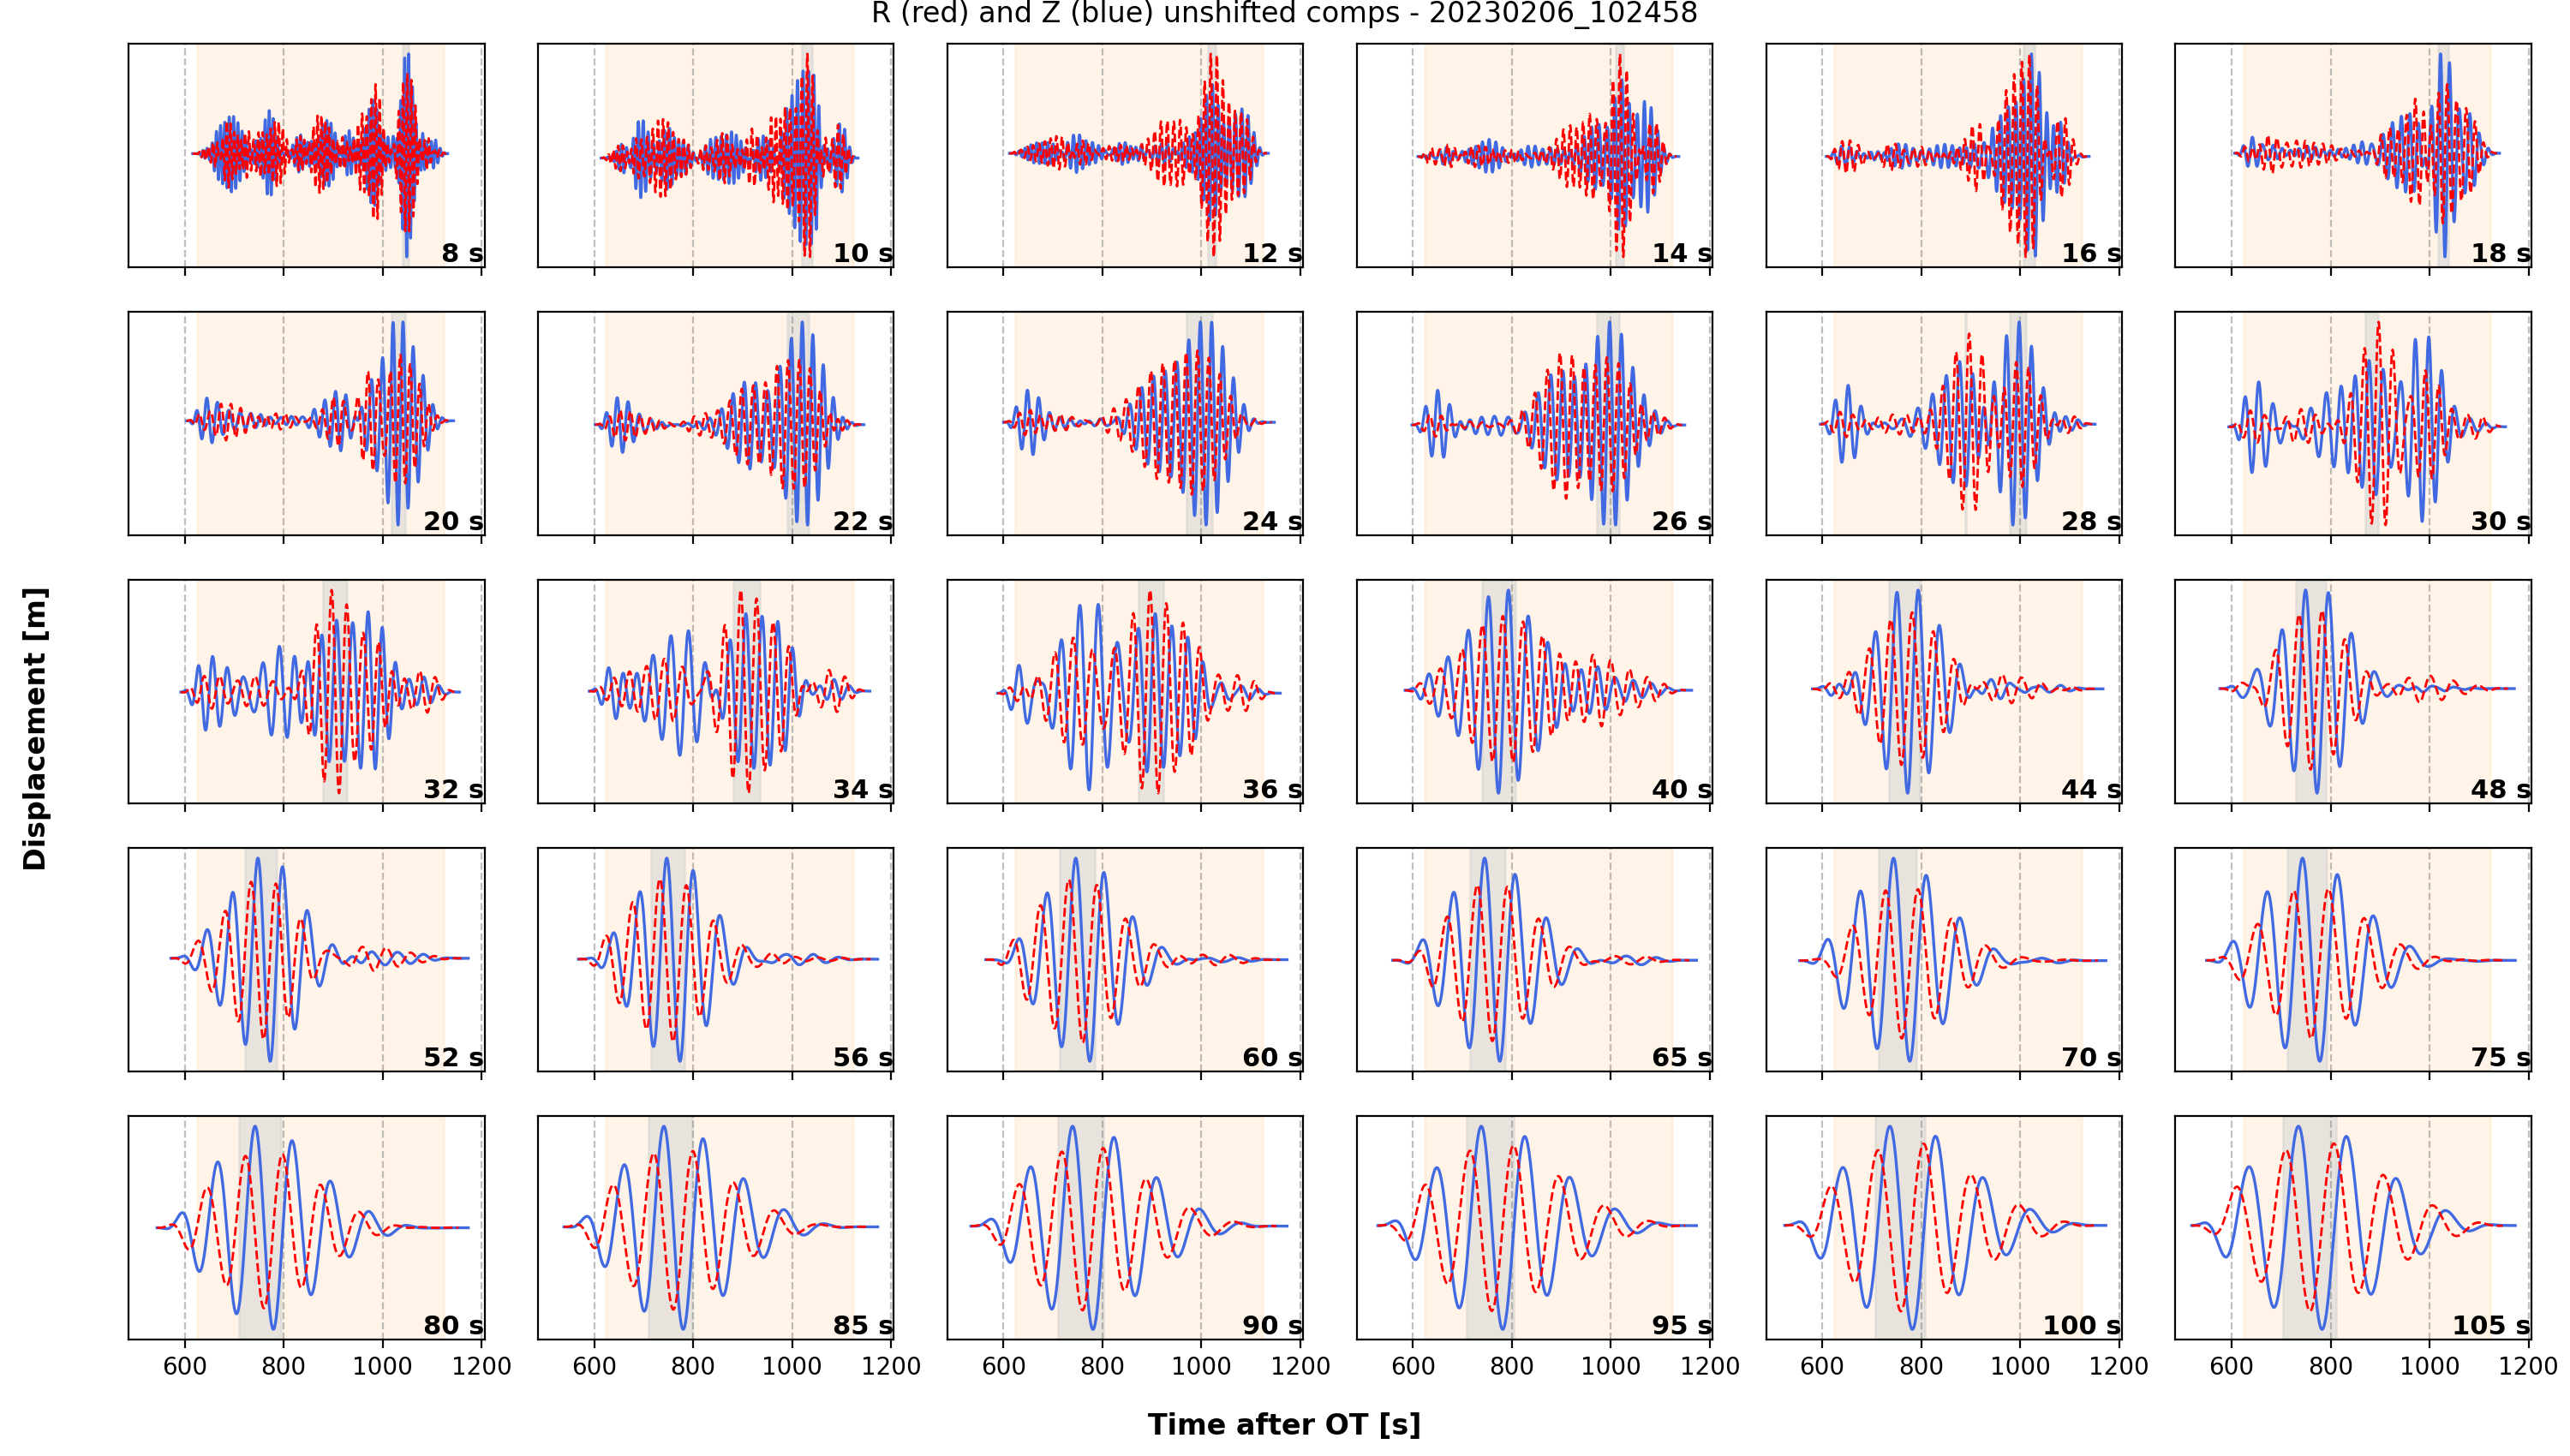 R (red) and Z (blue) unshifted comps - 20230206_102458
8 s
10 s
12 s
14 s
16 s
18 s
20 s
22 s
24 s
26 s
28 s
30 s
32 s
34 s
36 s
40 s
44 s
48 s
52 s
56 s
60 s
65 s
70 s
75 s
80 s
85 s
90 s
95 s
100 s
105 s
600 800 1000 1200
600 800 1000 1200
600 800 1000 1200
600 800 1000 1200
600 800 1000 1200
600 800 1000 1200
Displacement [m]
Time after OT [s]